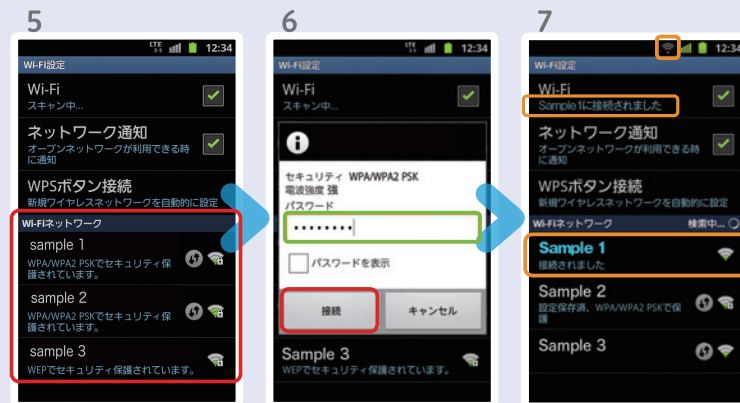 5
LTE 12:34
Wi-Fi設定
Wi-Fi
スキャン中...
ネットワーク通知
オープンネットワークが利用できる時
に通知
WPSボタン接続
新規ワイヤレスネットワークを自動的に設定
Wi-Fiネットワーク
sample 1
WPA/WPA2 PSKでセキュリティ保
護されています。
sample 2
WPA/WPA2 PSKでセキュリティ保
護されています。
sample 3
WEPでセキュリティ保護されています。
6
LTE 12:34
Wi-Fi設定
Wi-Fi
スキャン中...
セキュリティ WPA/WPA2 PSK
電波強度 強
パスワード
••••••••
パスワードを表示
接続 キャンセル
Sample 3
WEPでセキュリティ保護されています。
7
12:34
Wi-Fi設定
Wi-Fi
Sample1に接続されました
ネットワーク通知
オープンネットワークが利用できる時
に通知
WPSボタン接続
新規ワイヤレスネットワークを自動的に設定
Wi-Fiネットワーク 検索中...
Sample 1
接続されました
Sample 2
設定保存済、WPA/WPA2 PSKで保
護
Sample 3